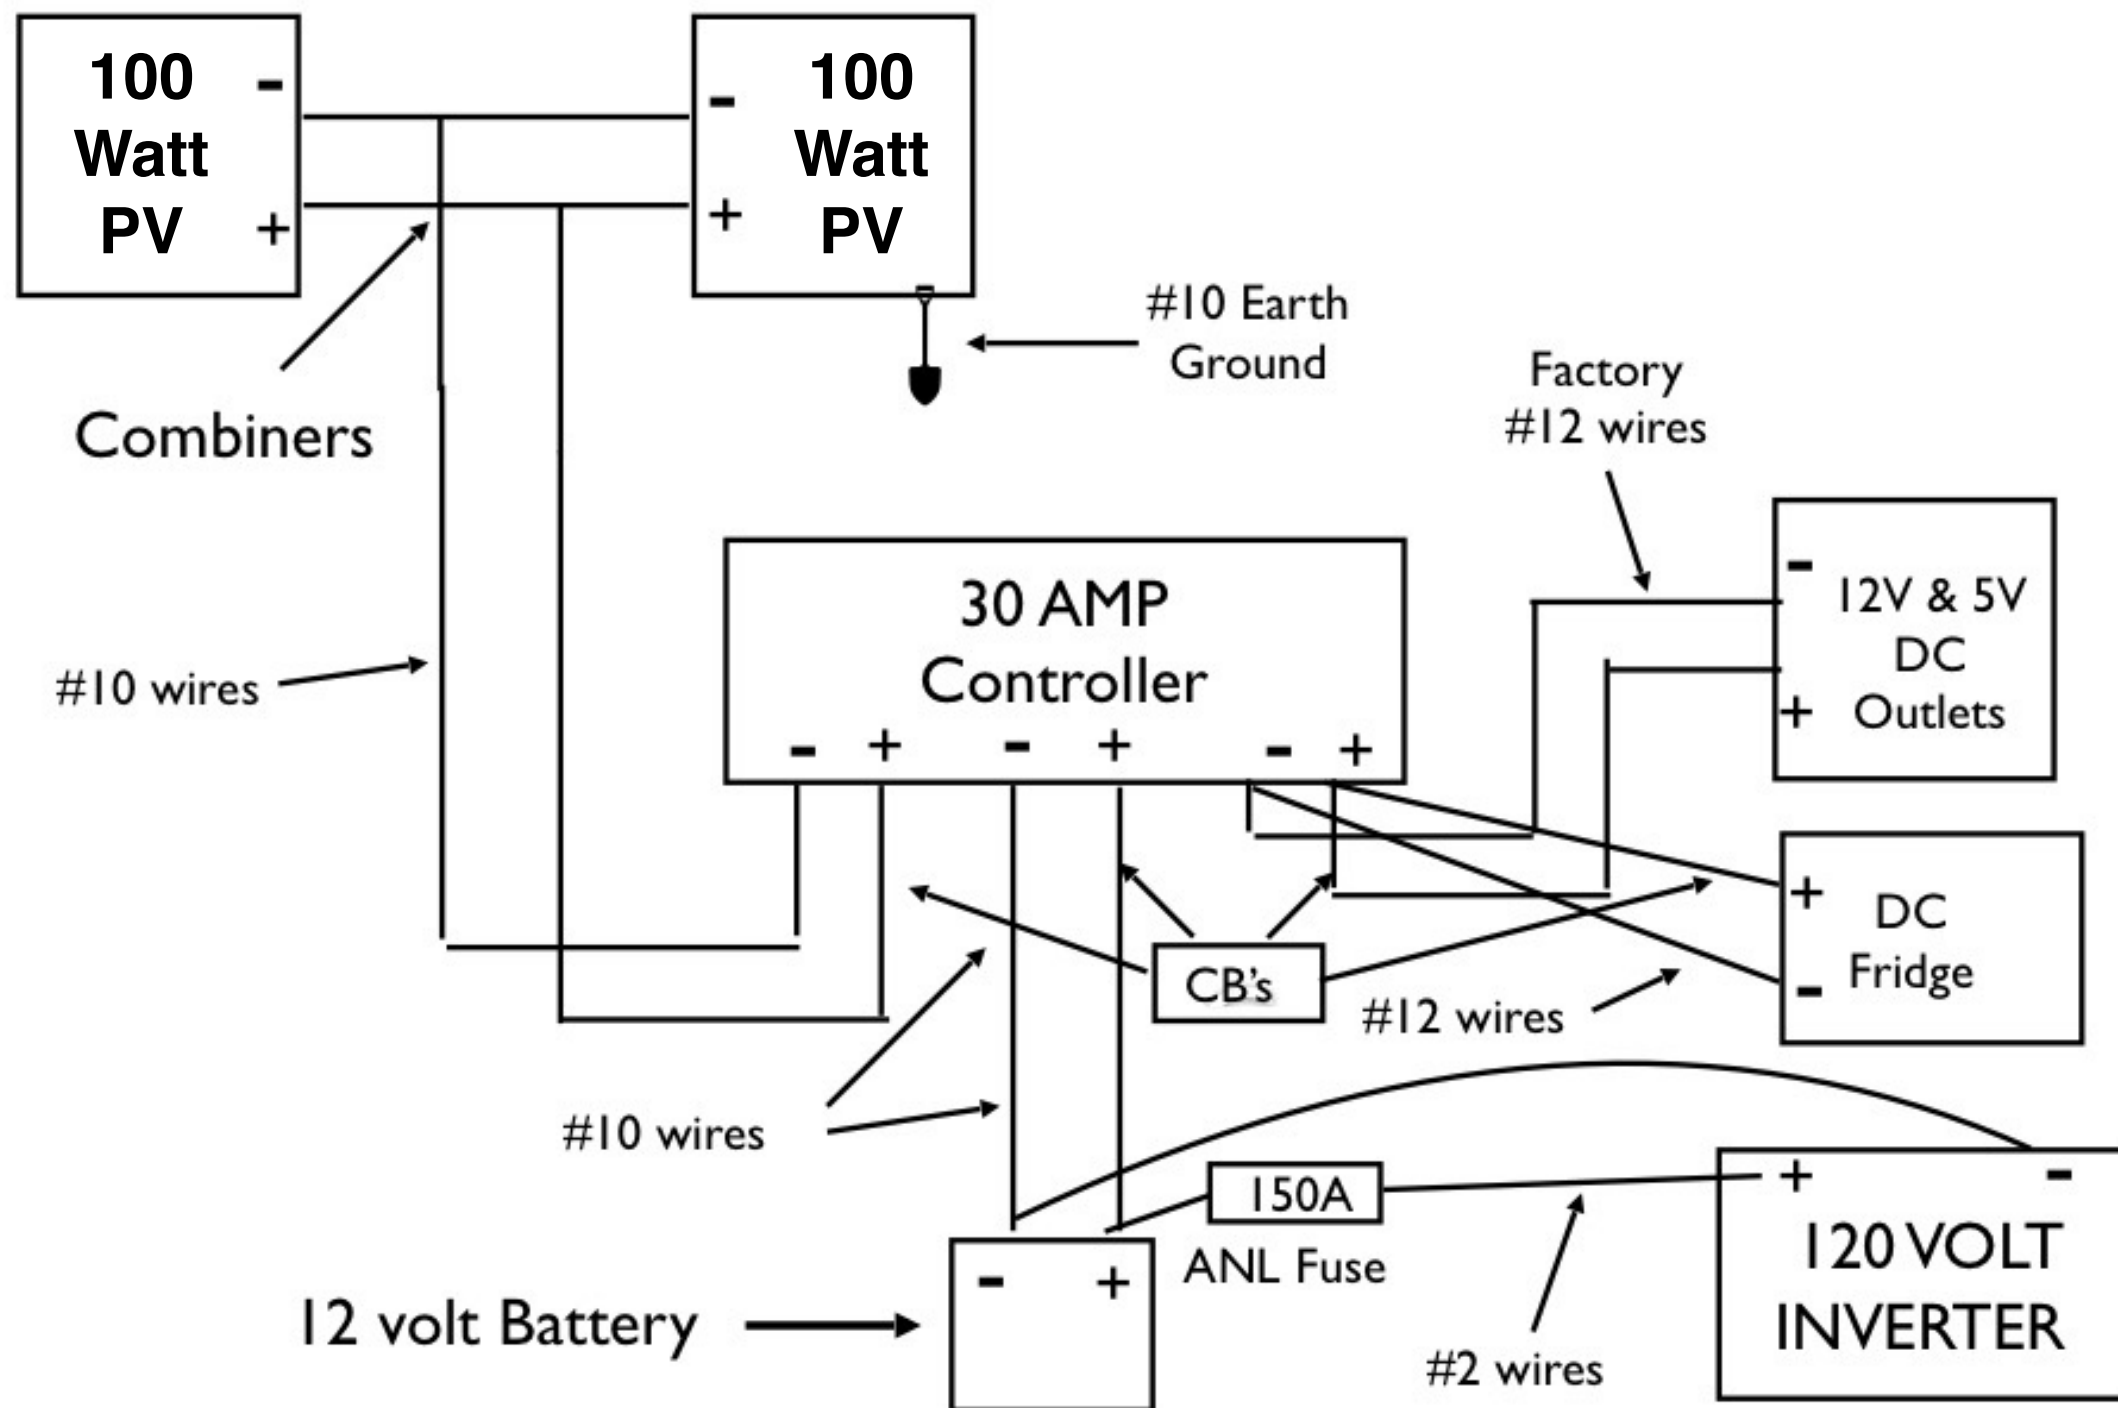 100
Watt
PV
-
+
100
Watt
PV
-
+
#10 Earth
Ground
Combiners
Factory
#12 wires
-
12V & 5V
DC
Outlets
+
30 AMP
Controller
- + - + - +
#10 wires
+
DC
Fridge
-
CB's
#12 wires
#10 wires
150A
ANL Fuse
+ -
120 VOLT
INVERTER
- +
12 volt Battery
#2 wires